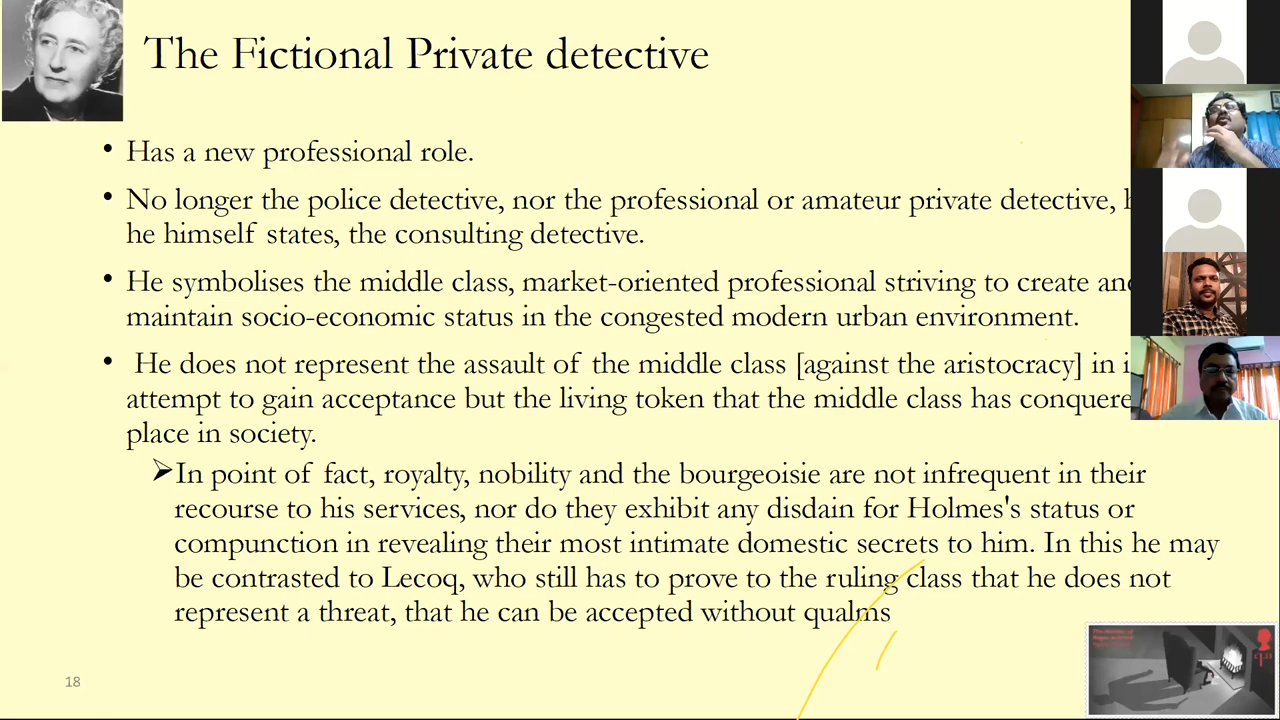 The Fictional Private detective
• Has a new professional role.
• No longer the police detective, nor the professional or amateur private detective,
he himself states, the consulting detective.
• He symbolises the middle class, market-oriented professional striving to create and
maintain socio-economic status in the congested modern urban environment.
• He does not represent the assault of the middle class [against the aristocracy] in
attempt to gain acceptance but the living token that the middle class has conquere
place in society.
➢In point of fact, royalty, nobility and the bourgeoisie are not infrequent in their
recourse to his services, nor do they exhibit any disdain for Holmes's status or
compunction in revealing their most intimate domestic secrets to him. In this he may
be contrasted to Lecoq, who still has to prove to the ruling class that he does not
represent a threat, that he can be accepted without qualms
18